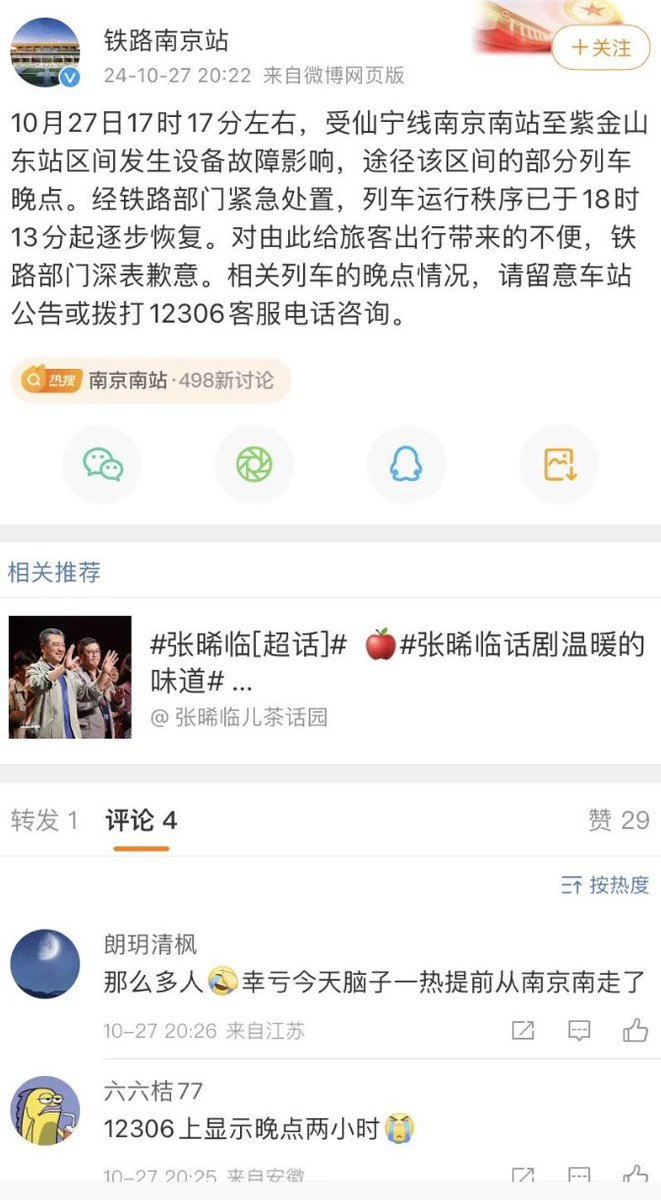 铁路南京站
24-10-27 20:22 来自微博网页版
+关注
10月27日17时17分左右，受仙宁线南京南站至紫金山
东站区间发生设备故障影响，途径该区间的部分列车
晚点。经铁路部门紧急处置，列车运行秩序已于18时
13分起逐步恢复。对由此给旅客出行带来的不便，铁
路部门深表歉意。相关列车的晚点情况，请留意车站
公告或拨打12306客服电话咨询。
热搜 南京南站·498新讨论
相关推荐
#张晞临[超话]# 🍎#张晞临话剧温暖的
味道# ...
@张晞临儿茶话园
转发 1 评论 4 赞 29
按热度
朗玥清枫
那么多人🤣幸亏今天脑子一热提前从南京南走了
10-27 20:26 来自江苏
六六桔77
12306上显示晚点两小时😭
10-27 20:25 来自安徽